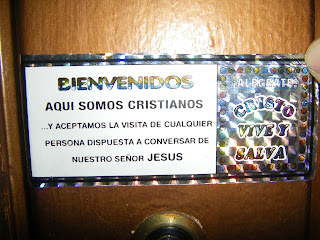 BIENVENIDOS
AQUI SOMOS CRISTIANOS
...Y ACEPTAMOS LA VISITA DE CUALQUIER
PERSONA DISPUESTA A CONVERSAR DE
NUESTRO SEÑOR JESUS
¡ALEGRATE!
CRISTO
VIVE Y
SALVA